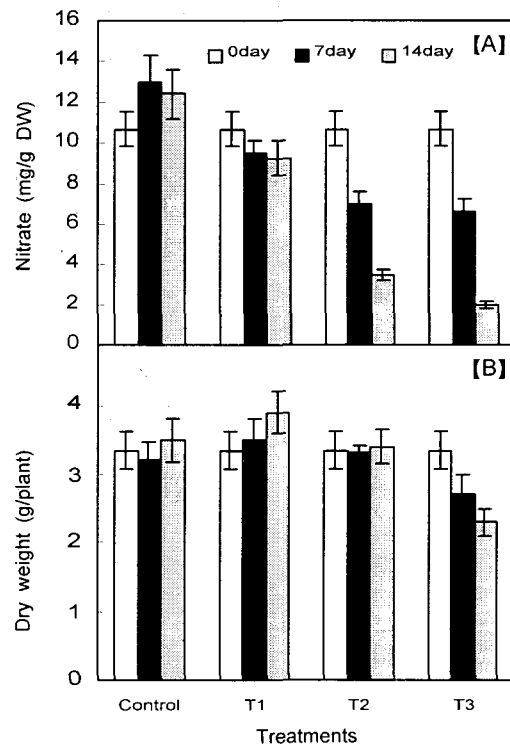 16
14
12
10
8
6
4
2
0
Nitrate (mg/g DW)
0day 7day 14day
【A】
4
3
2
1
0
Dry weight (g/plant)
【B】
Control T1 T2 T3
Treatments